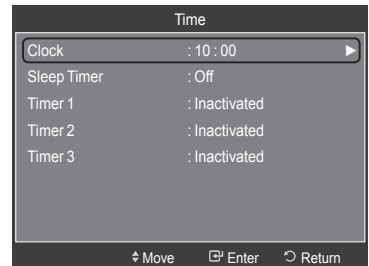 Time
Clock : 10 : 00
Sleep Timer : Off
Timer 1 : Inactivated
Timer 2 : Inactivated
Timer 3 : Inactivated
Move Enter Return